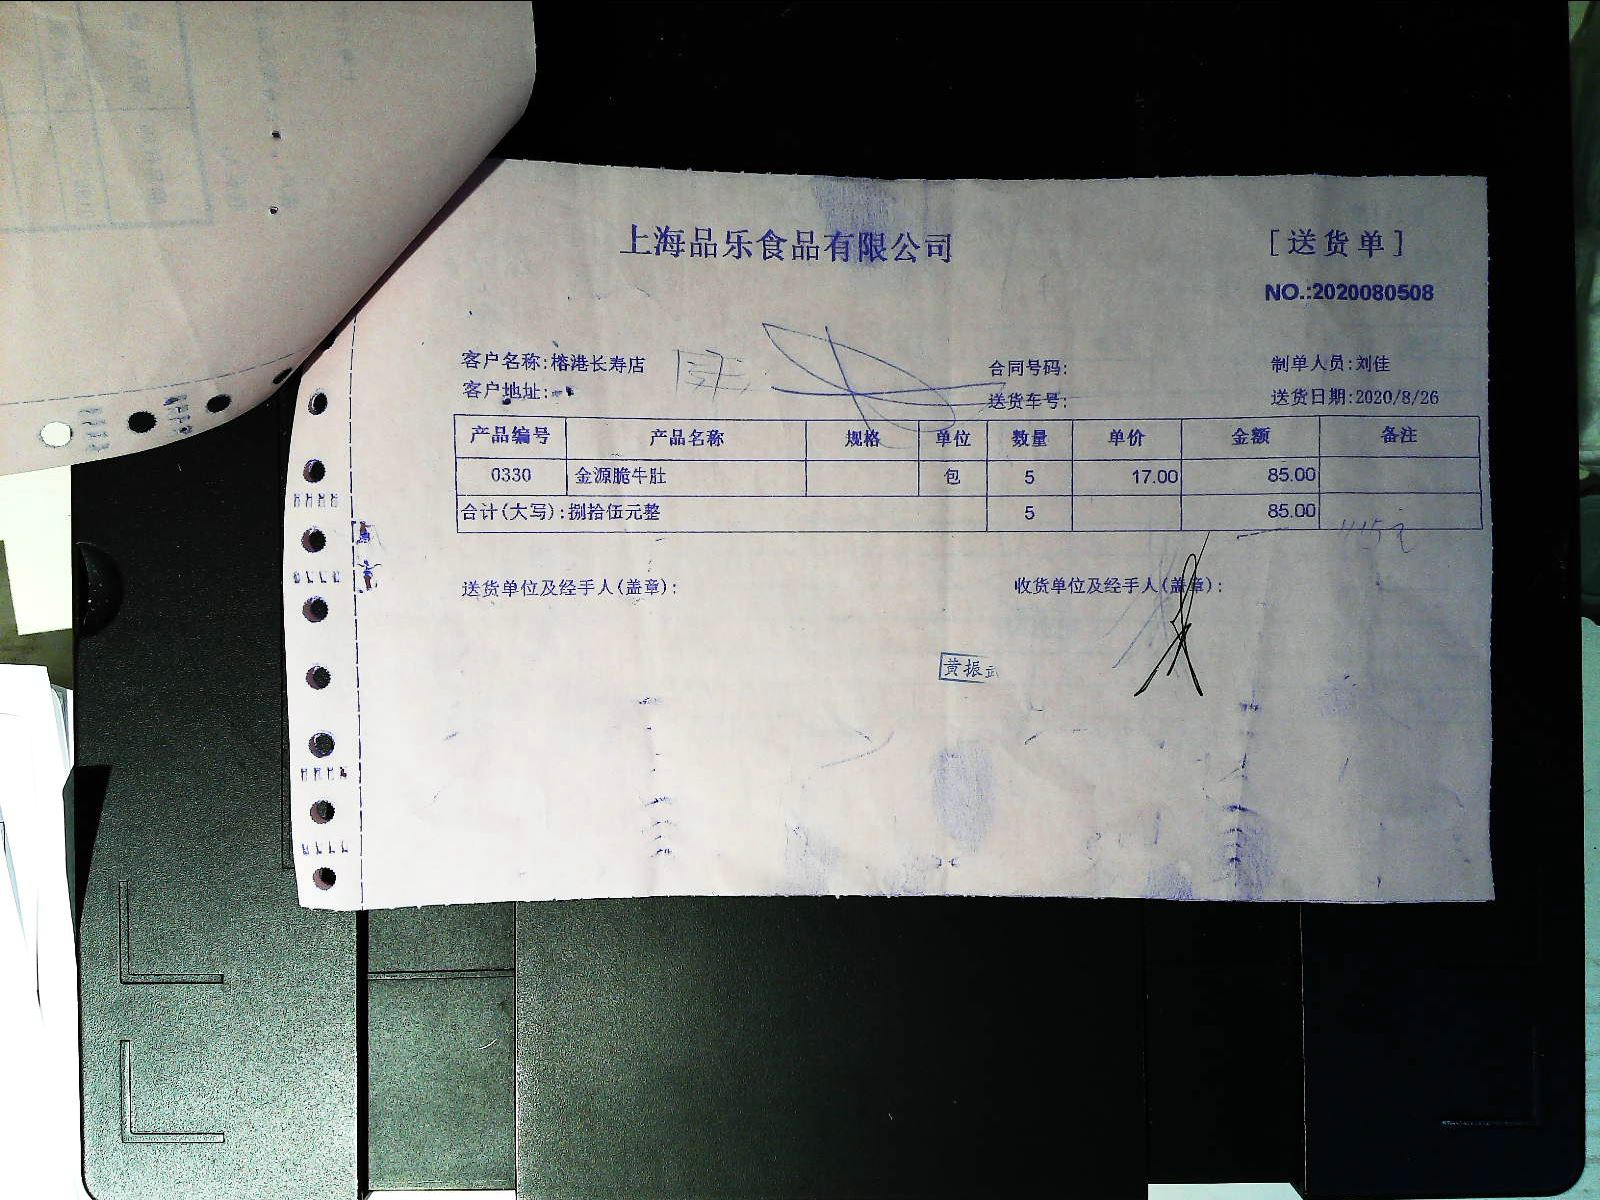 上海品乐食品有限公司
[送货单]
NO.:2020080508
客户名称:榕港长寿店
合同号码:
制单人员:刘佳
客户地址:
送货车号:
送货日期:2020/8/26
产品编号 产品名称 规格 单位 数量 单价 金额 备注
0330 金源脆牛肚 包 5 17.00 85.00
合计(大写):捌拾伍元整 5 85.00
送货单位及经手人(盖章):
收货单位及经手人(盖章):
黄振武